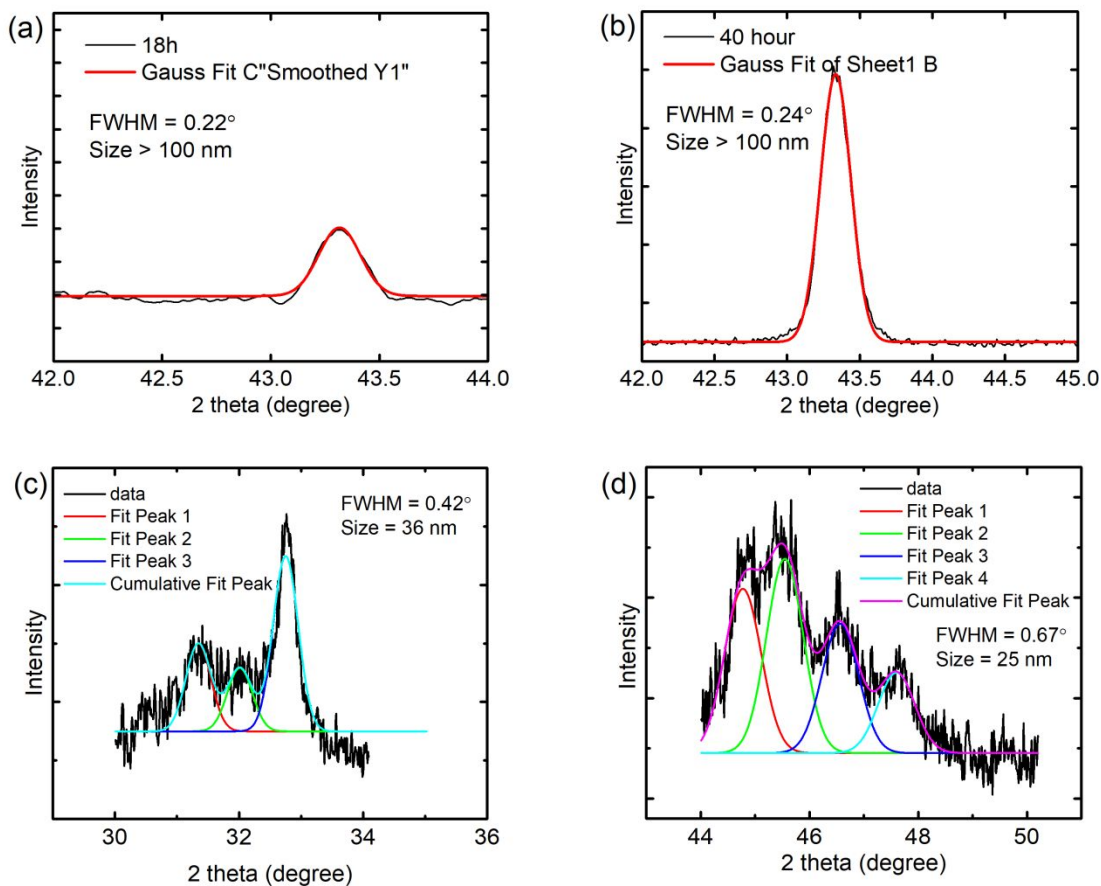 (a)
18h
Gauss Fit C"Smoothed Y1"
FWHM = 0.22°
Size > 100 nm
Intensity
42.0 42.5 43.0 43.5 44.0
2 theta (degree)
(b)
40 hour
Gauss Fit of Sheet1 B
FWHM = 0.24°
Size > 100 nm
Intensity
42.0 42.5 43.0 43.5 44.0 44.5 45.0
2 theta (degree)
(c)
data
Fit Peak 1
Fit Peak 2
Fit Peak 3
Cumulative Fit Peak
FWHM = 0.42°
Size = 36 nm
Intensity
30 32 34 36
2 theta (degree)
(d)
data
Fit Peak 1
Fit Peak 2
Fit Peak 3
Fit Peak 4
Cumulative Fit Peak
FWHM = 0.67°
Size = 25 nm
Intensity
44 46 48 50
2 theta (degree)